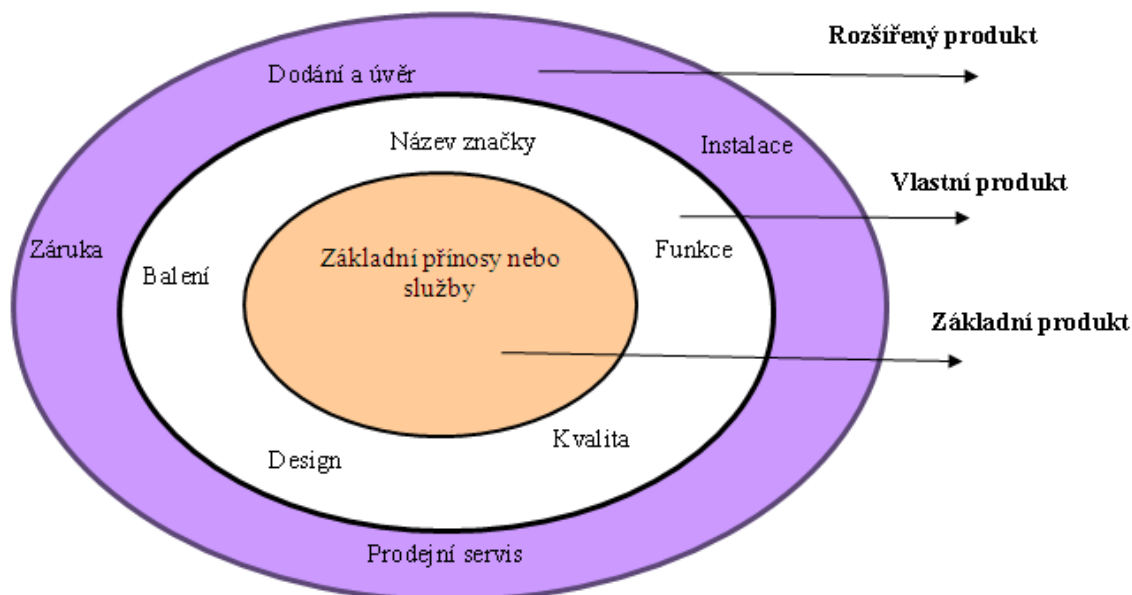 Rozšířený produkt
Dodání a úvěr
Název značky
Instalace
Vlastní produkt
Záruka
Balení
Základní přínosy nebo
služby
Funkce
Základní produkt
Kvalita
Design
Prodejní servis